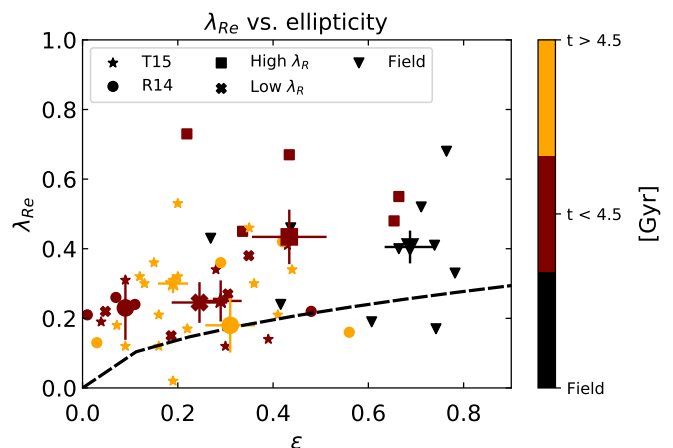 λRe vs. ellipticity
T15
High λR
Field
R14
Low λR
1.0
0.8
0.6
0.4
0.2
0.0
λRe
0.0
0.2
0.4
0.6
0.8
ε
t > 4.5
t < 4.5
Field
[Gyr]